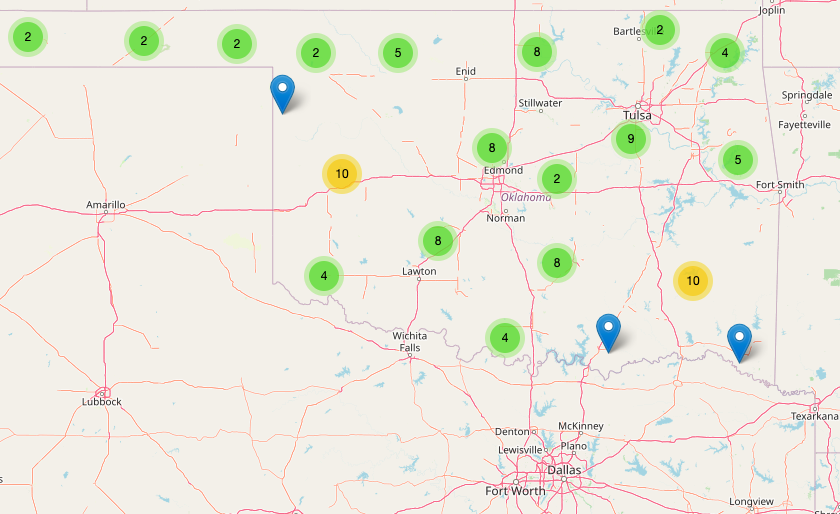 Joplin
2
2
2
2
5
8
Bartles
2
4
Enid
Stillwater
Springdale
Tulsa
Fayetteville
9
8
5
10
Edmond
2
Fort Smith
Oklahoma
Amarillo
Norman
8
8
4
Lawton
10
4
Wichita
Falls
Lubbock
Texarkana
Denton
McKinney
Lewisville
Plano
Dallas
Fort Worth
Longview